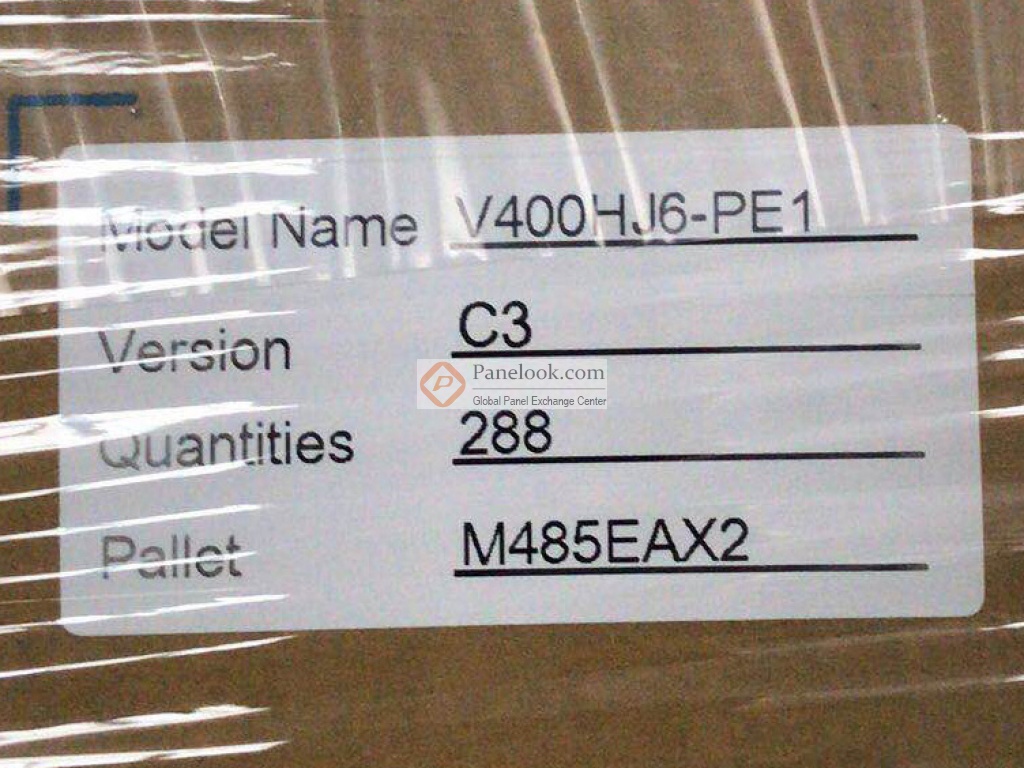 Model Name V400HJ6-PE1
Version C3
Panelook.com
Global Panel Exchange Center
Quantities 288
Pallet M485EAX2